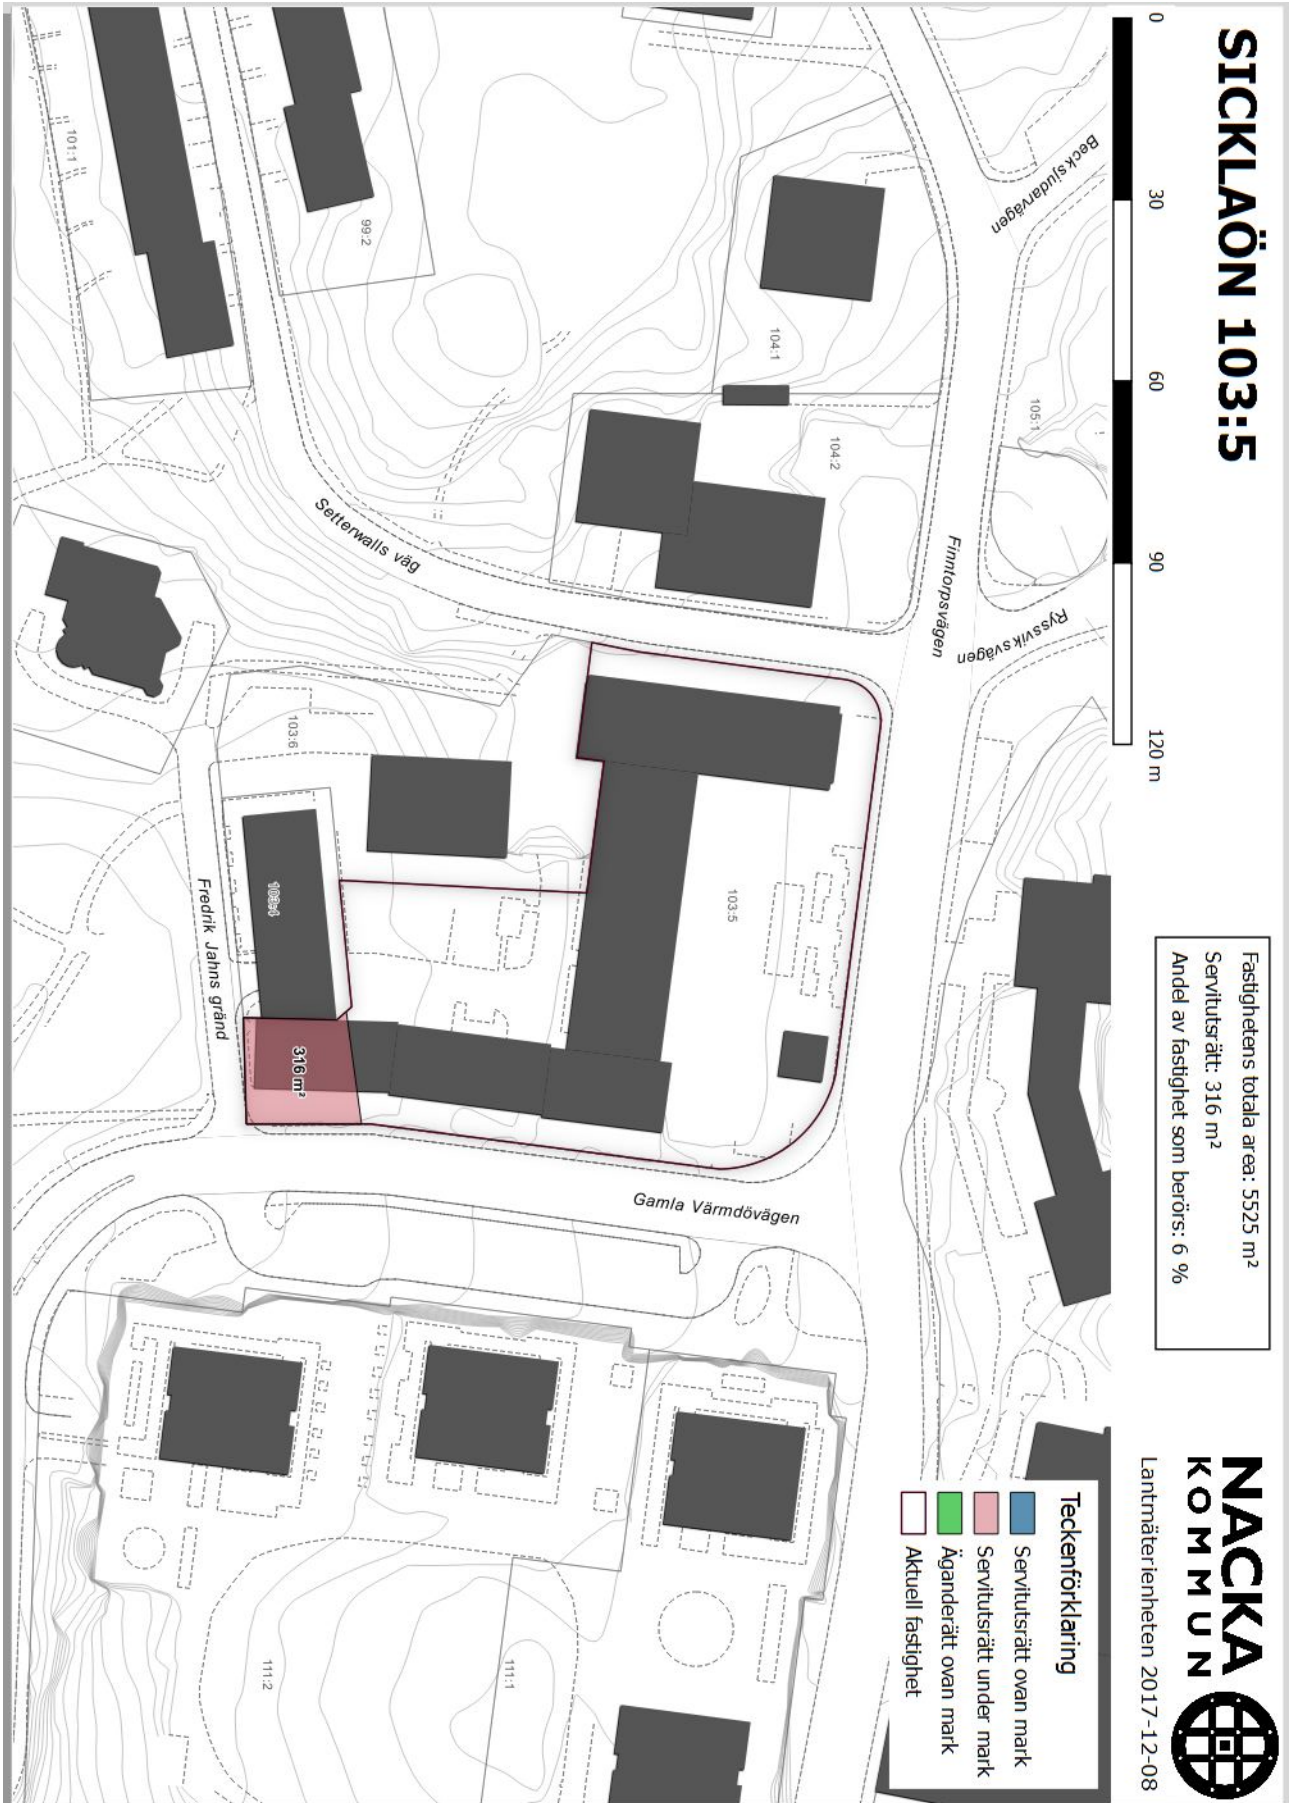 SICKLAÖN 103:5
0 30 60 90 120 m
Fastighetens totala area: 5525 m²
Servitutsrätt: 316 m²
Andel av fastighet som berörs: 6 %
NACKA
KOMMUN
Lantmäterienheten 2017-12-08
Teckenförklaring
Servitutsrätt ovan mark
Servitutsrätt under mark
Äganderätt ovan mark
Aktuell fastighet
Becksjudarvägen
105:1
Ryssviksvägen
Finntorpsvägen
104:1
104:2
103:5
Gamla Värmdövägen
Setterwalls väg
99:2
101:1
103:6
103:4
316 m²
Fredrik Jahns gränd
111:1
111:2